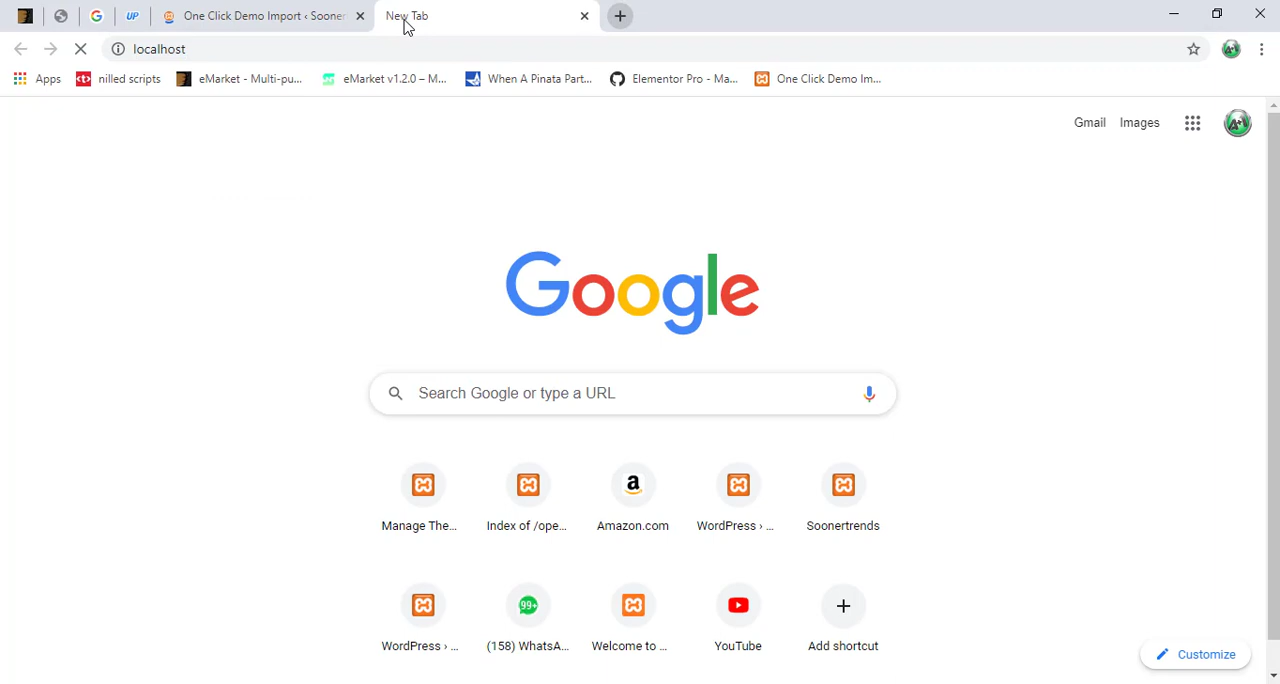 UP
One Click Demo Import ‹ Sooner
New Tab
localhost
Apps
nilled scripts
eMarket - Multi-pu...
eMarket v1.2.0 – M...
When A Pinata Part...
Elementor Pro - Ma...
One Click Demo Im...
Gmail
Images
Google
Search Google or type a URL
Manage The...
Index of /ope...
a
Amazon.com
WordPress › ...
Soonertrends
WordPress › ...
99+
(158) WhatsA...
Welcome to ...
YouTube
Add shortcut
Customize